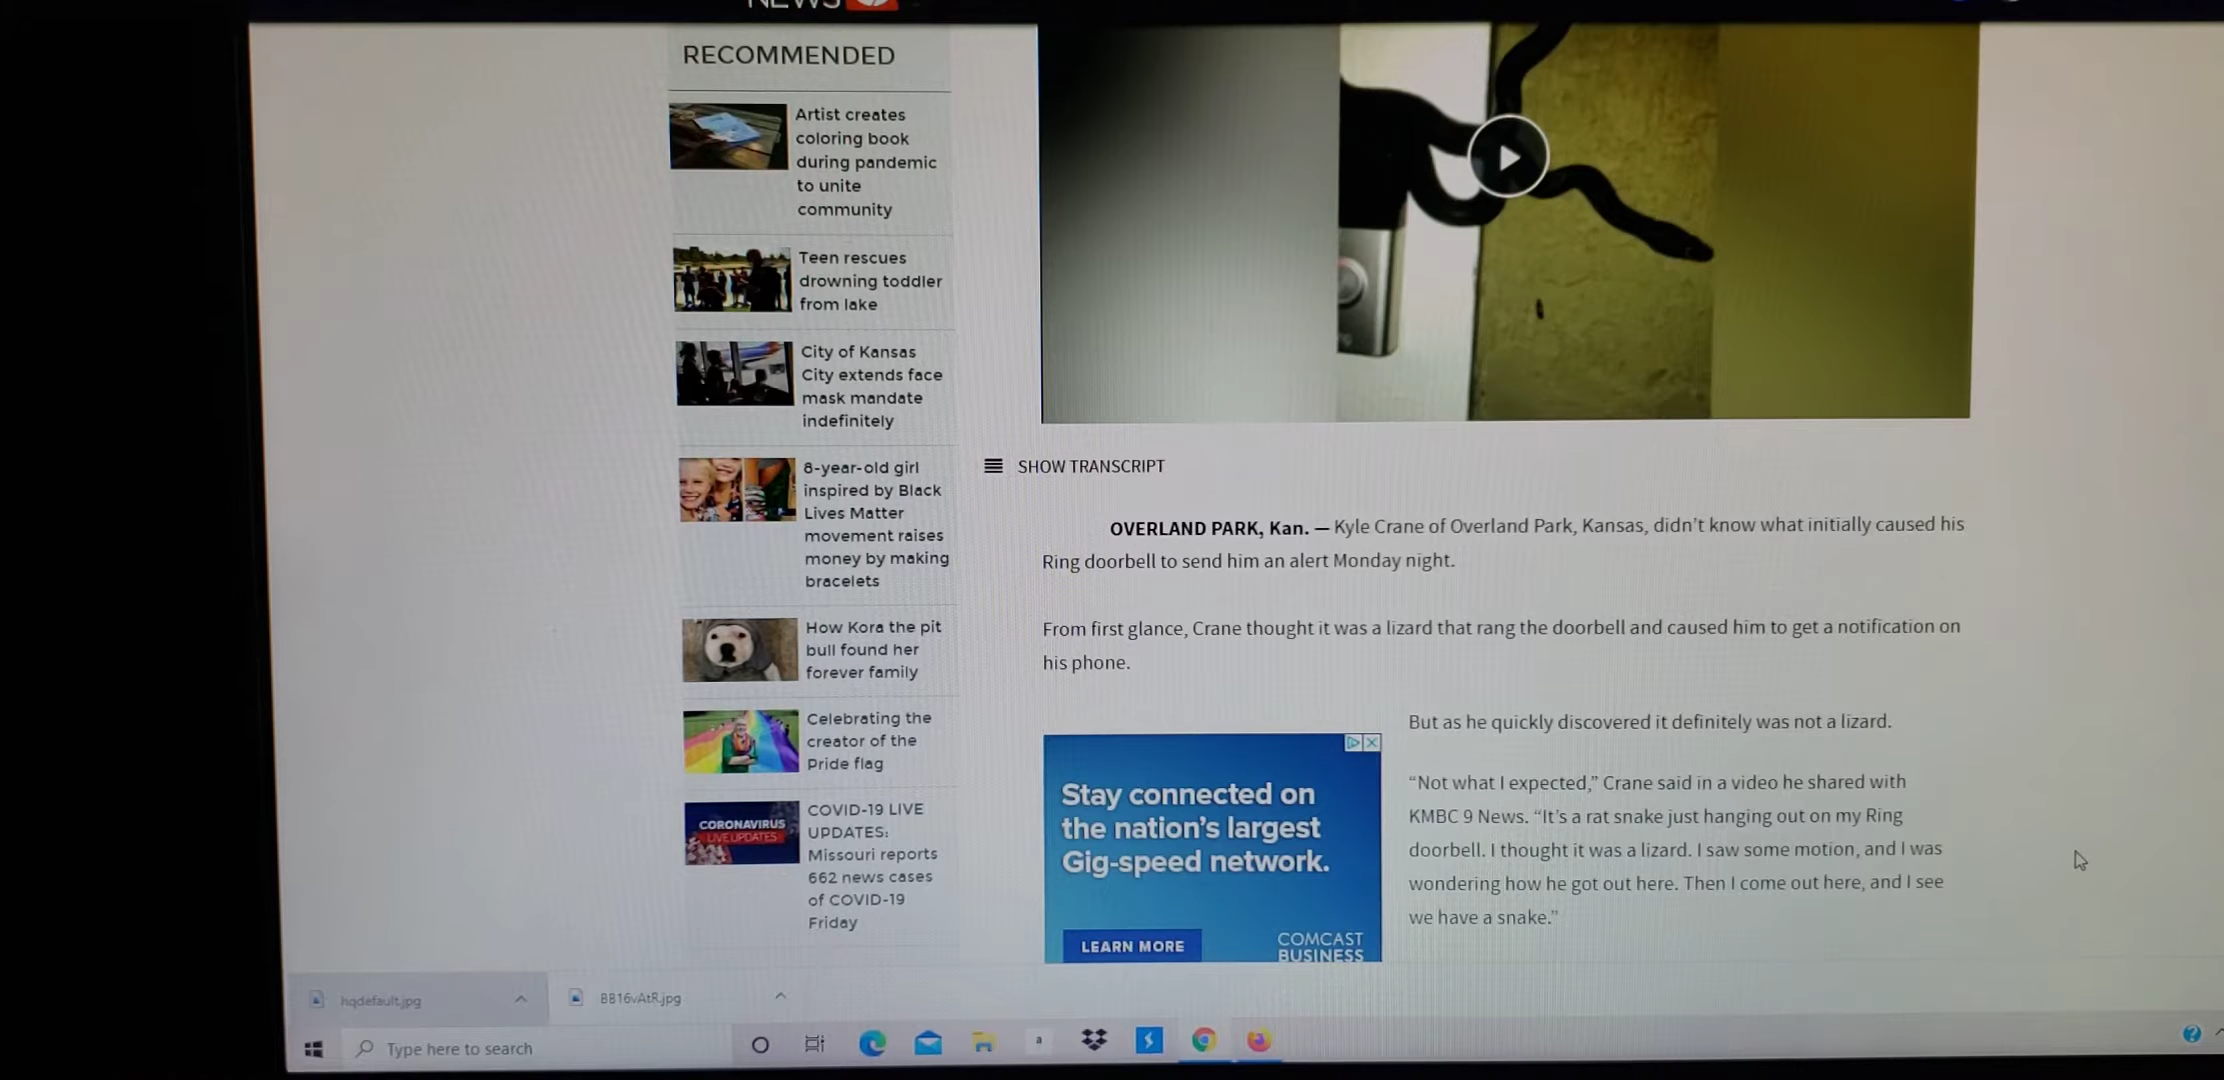 NEWS
RECOMMENDED
Artist creates
coloring book
during pandemic
to unite
community
Teen rescues
drowning toddler
from lake
City of Kansas
City extends face
mask mandate
indefinitely
8-year-old girl
inspired by Black
Lives Matter
movement raises
money by making
bracelets
How Kora the pit
bull found her
forever family
Celebrating the
creator of the
Pride flag
CORONAVIRUS
LIVE UPDATES
COVID-19 LIVE
UPDATES:
Missouri reports
662 news cases
of COVID-19
Friday
SHOW TRANSCRIPT
OVERLAND PARK, Kan. — Kyle Crane of Overland Park, Kansas, didn’t know what initially caused his
Ring doorbell to send him an alert Monday night.
From first glance, Crane thought it was a lizard that rang the doorbell and caused him to get a notification on
his phone.
Stay connected on
the nation’s largest
Gig-speed network.
LEARN MORE
COMCAST
BUSINESS
But as he quickly discovered it definitely was not a lizard.
“Not what I expected,” Crane said in a video he shared with
KMBC 9 News. “It’s a rat snake just hanging out on my Ring
doorbell. I thought it was a lizard. I saw some motion, and I was
wondering how he got out here. Then I come out here, and I see
we have a snake.”
hqdefault.jpg
BB16vAtR.jpg
Type here to search
a